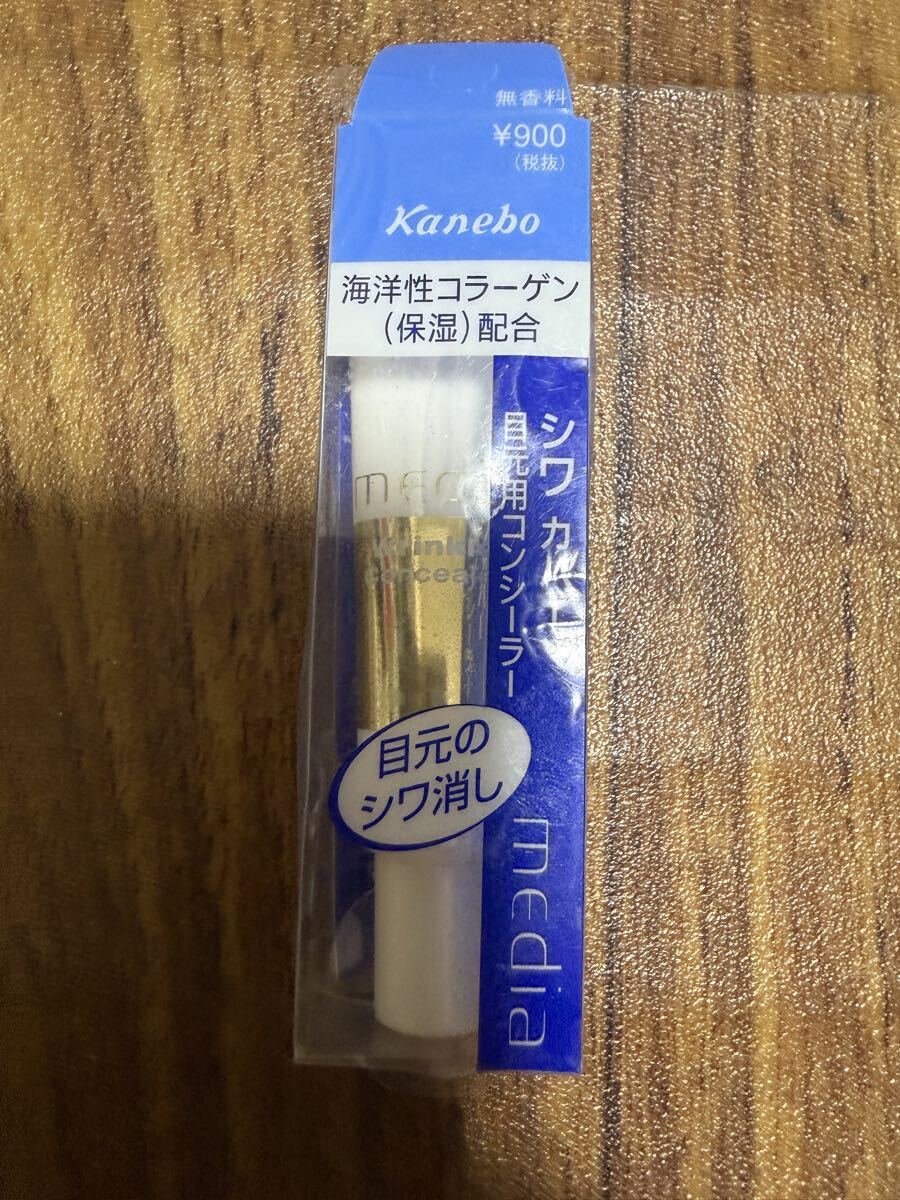 無香料
¥900
(税抜)
Kanebo
海洋性コラーゲン
(保湿)配合
シワ カバー
目元用コンシーラー
目元の
シワ消し
media